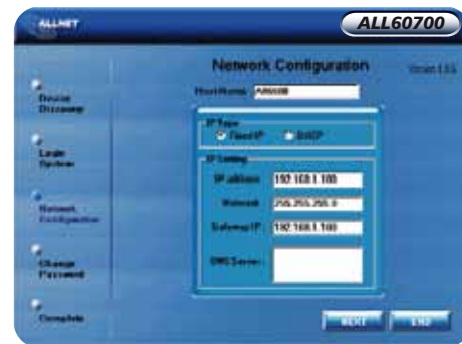 ALLNET
ALL60700
Network Configuration
Host Name:
IP Type
Fixed IP
DHCP
IP Setting
IP address
192.168.1.100
Netmask
255.255.255.0
Gateway IP:
192.168.1.100
DNS Server:
Device
Discovery
Login
System
Network
Configuration
Change
Password
Complete
NEXT
END